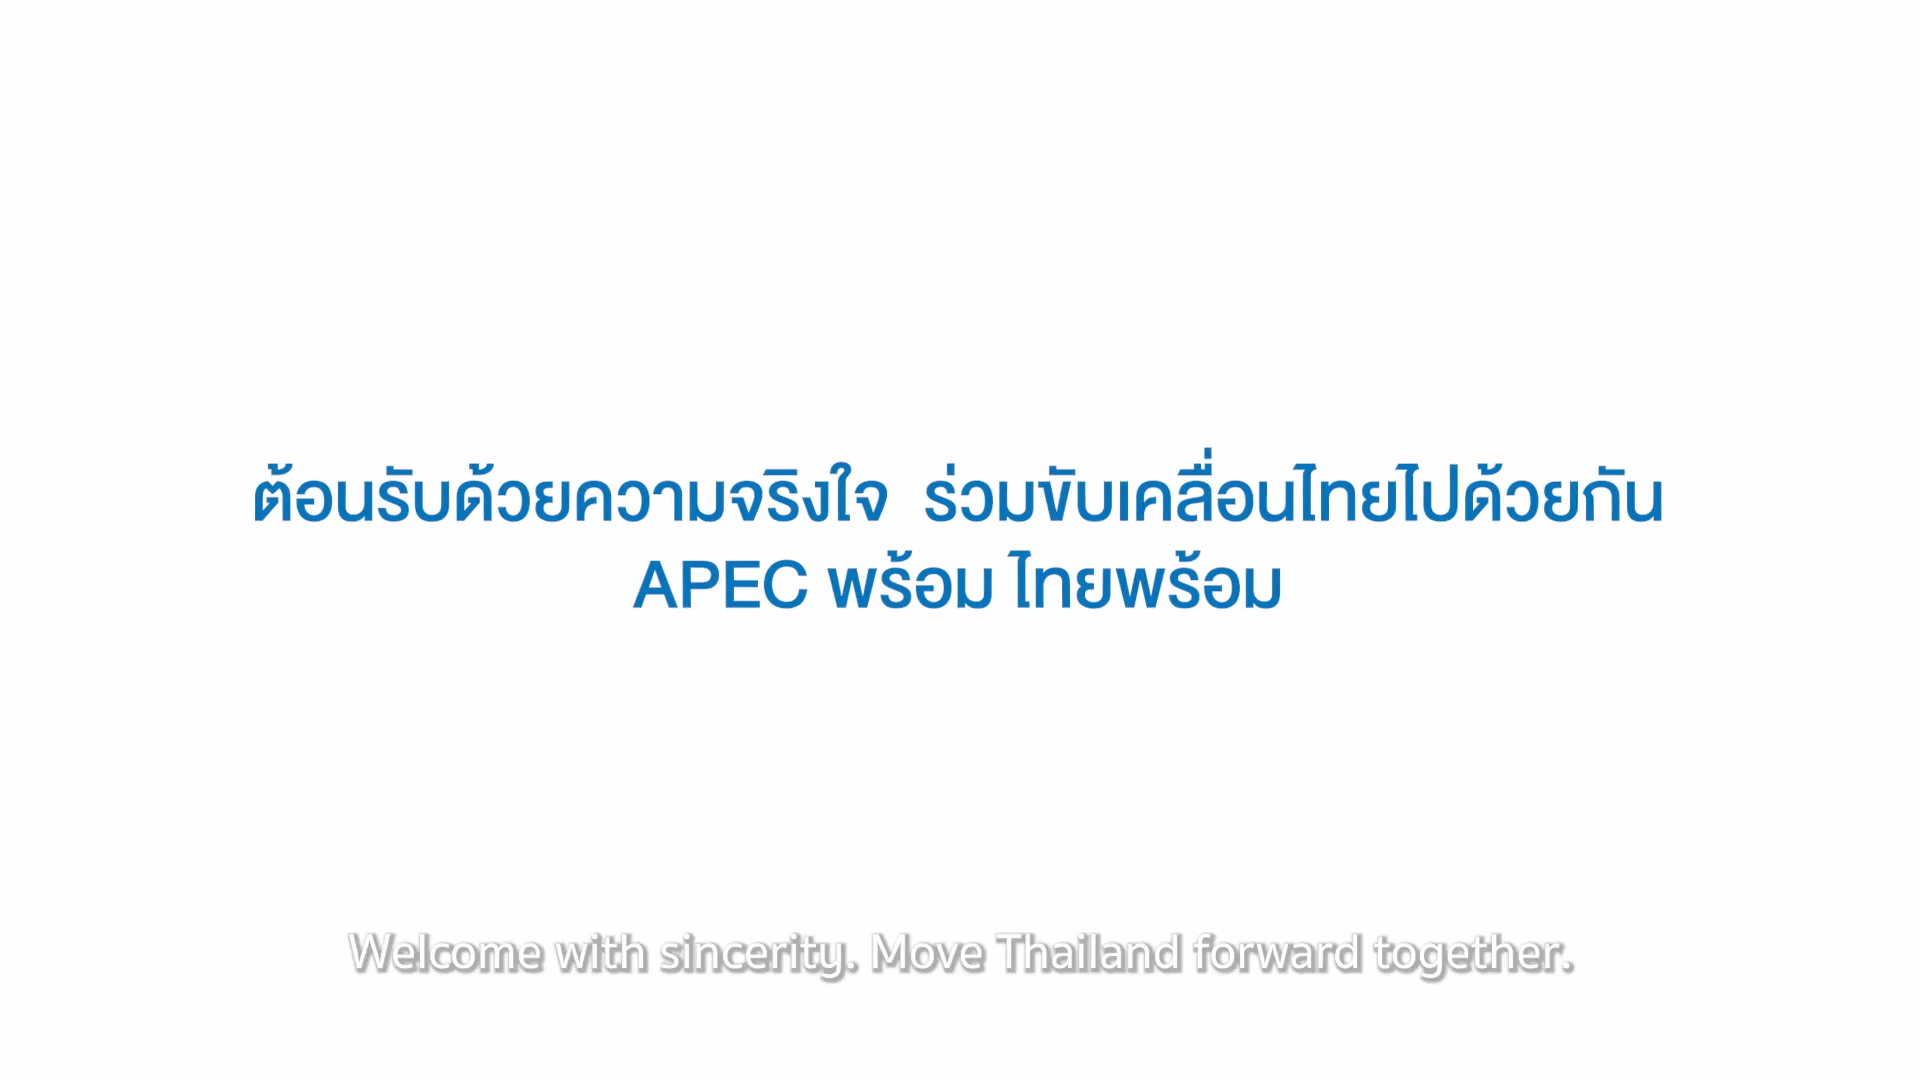 ต้อนรับด้วยความจริงใจ ร่วมขับเคลื่อนไทยไปด้วยกัน
APEC พร้อม ไทยพร้อม
Welcome with sincerity. Move Thailand forward together.